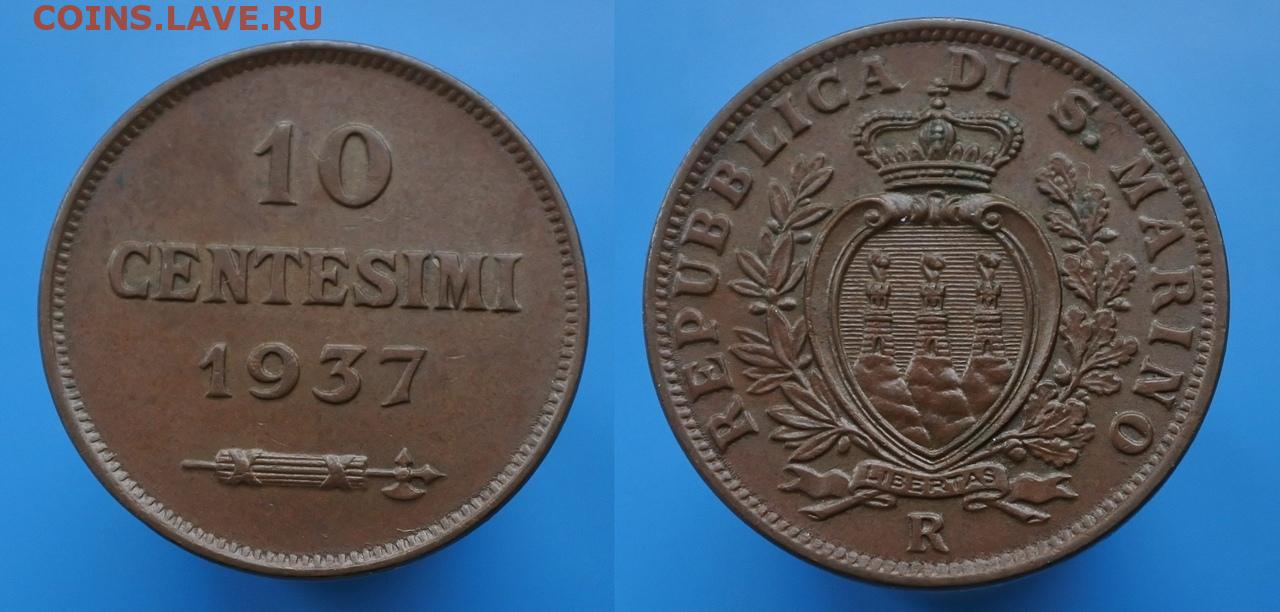 COINS.LAVE.RU
10
CENTESIMI
1937
REPUBBLICA DI S. MARINO
LIBERTAS
R